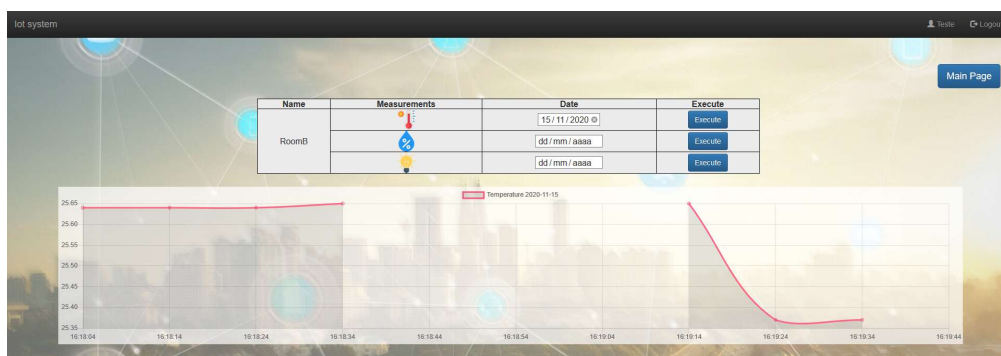 Iot system
Teste
Main Page
Name Measurements Date Execute
RoomB
15 / 11 / 2020 Execute
% dd / mm / aaaa Execute
dd / mm / aaaa Execute
Temperature 2020-11-15
25.65
25.60
25.55
25.50
25.45
25.40
25.35
16:18:04 16:18:14 16:18:24 16:18:34 16:18:44 16:18:54 16:19:04 16:19:14 16:19:24 16:19:34 16:19:44